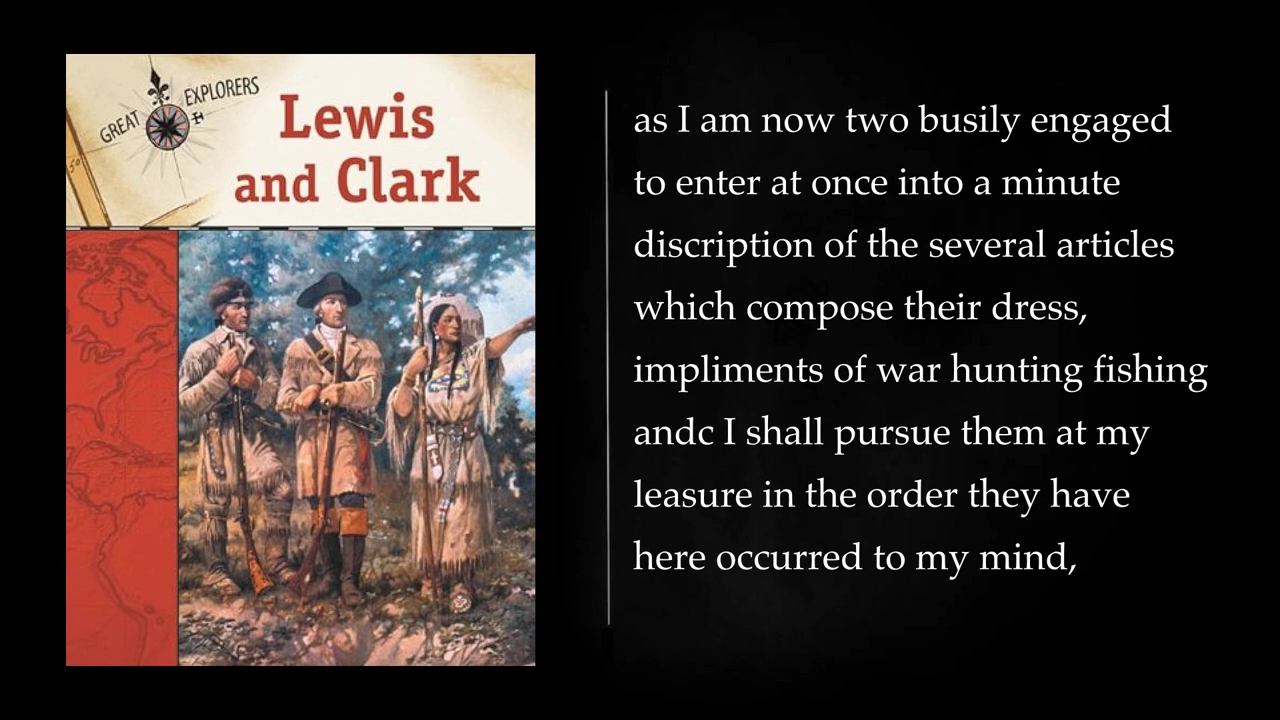 GREAT EXPLORERS
Lewis
and Clark
50
as I am now two busily engaged
to enter at once into a minute
discription of the several articles
which compose their dress,
impliments of war hunting fishing
andc I shall pursue them at my
leasure in the order they have
here occurred to my mind,